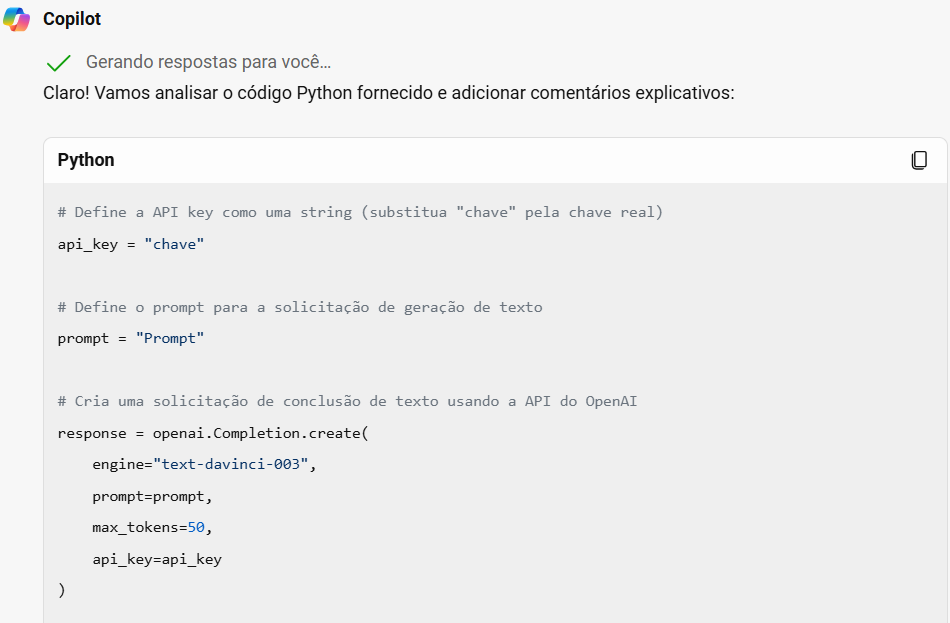 Copilot
Gerando respostas para você...
Claro! Vamos analisar o código Python fornecido e adicionar comentários explicativos:
Python
# Define a API key como uma string (substitua "chave" pela chave real)
api_key = "chave"
# Define o prompt para a solicitação de geração de texto
prompt = "Prompt"
# Cria uma solicitação de conclusão de texto usando a API do OpenAI
response = openai.Completion.create(
    engine="text-davinci-003",
    prompt=prompt,
    max_tokens=50,
    api_key=api_key
)